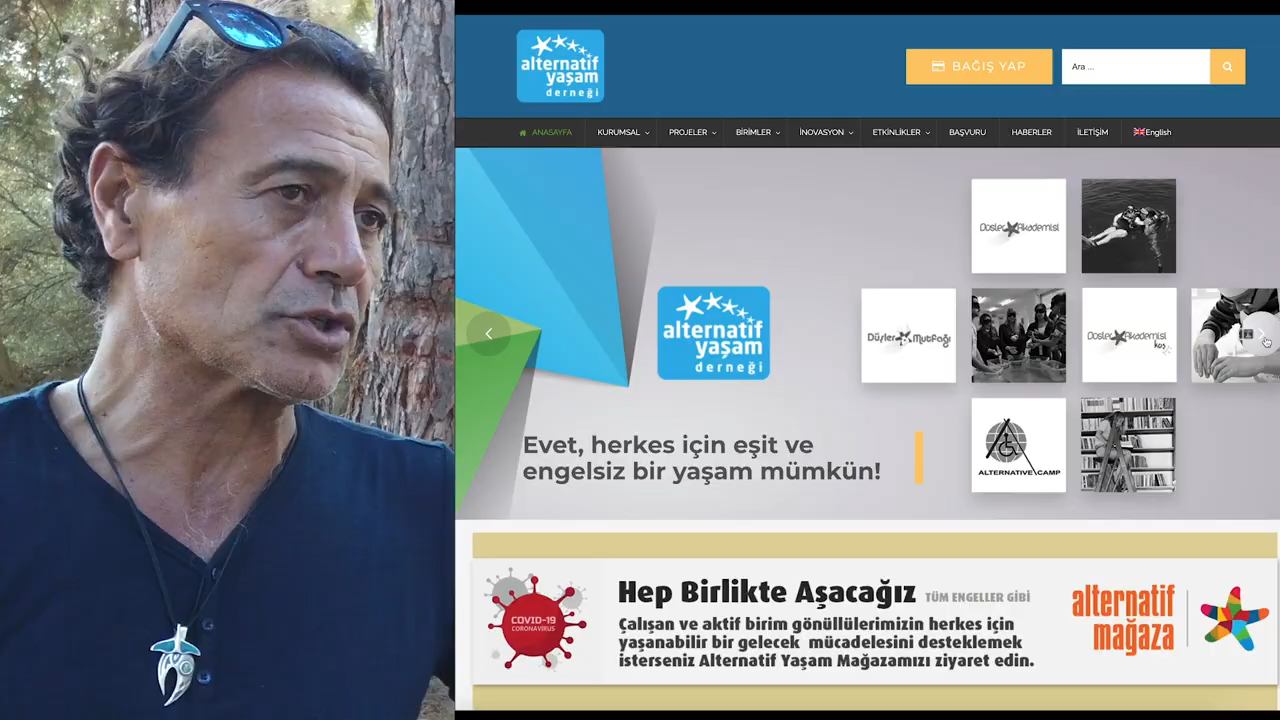 alternatif
yaşam
derneği
BAĞIŞ YAP
Ara ...
ANASAYFA
KURUMSAL
PROJELER
BİRİMLER
İNOVASYON
ETKİNLİKLER
BAŞVURU
HABERLER
İLETİŞİM
English
Düşler Akademisi
alternatif
yaşam
derneği
Düşler Mutfağı
Düşler Akademisi
kaş
Evet, herkes için eşit ve
engelsiz bir yaşam mümkün!
ALTERNATIVE CAMP
COVID-19
CORONAVIRUS
Hep Birlikte Aşacağız TÜM ENGELLER GİBİ
Çalışan ve aktif birim gönüllülerimizin herkes için
yaşanabilir bir gelecek mücadelesini desteklemek
isterseniz Alternatif Yaşam Mağazamızı ziyaret edin.
alternatif
mağaza